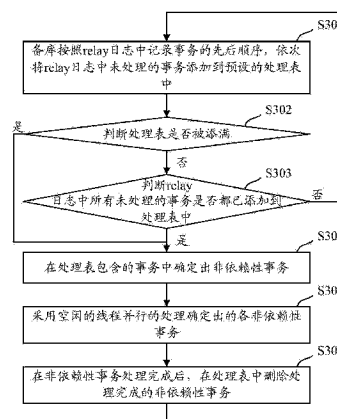 S30
备库按照relay日志中记录事务的先后顺序，依次
将relay日志中未处理的事务添加到预设的处理表
中
S302
是
判断处理表是否被添满
否
S303
判断relay
日志中所有未处理的事务是否都已添加到
处理表中
否
是
S30
在处理表包含的事务中确定出非依赖性事务
S30
采用空闲的线程并行的处理确定出的各非依赖性
事务
S30
在非依赖性事务处理完成后，在处理表中删除处
理完成的非依赖性事务